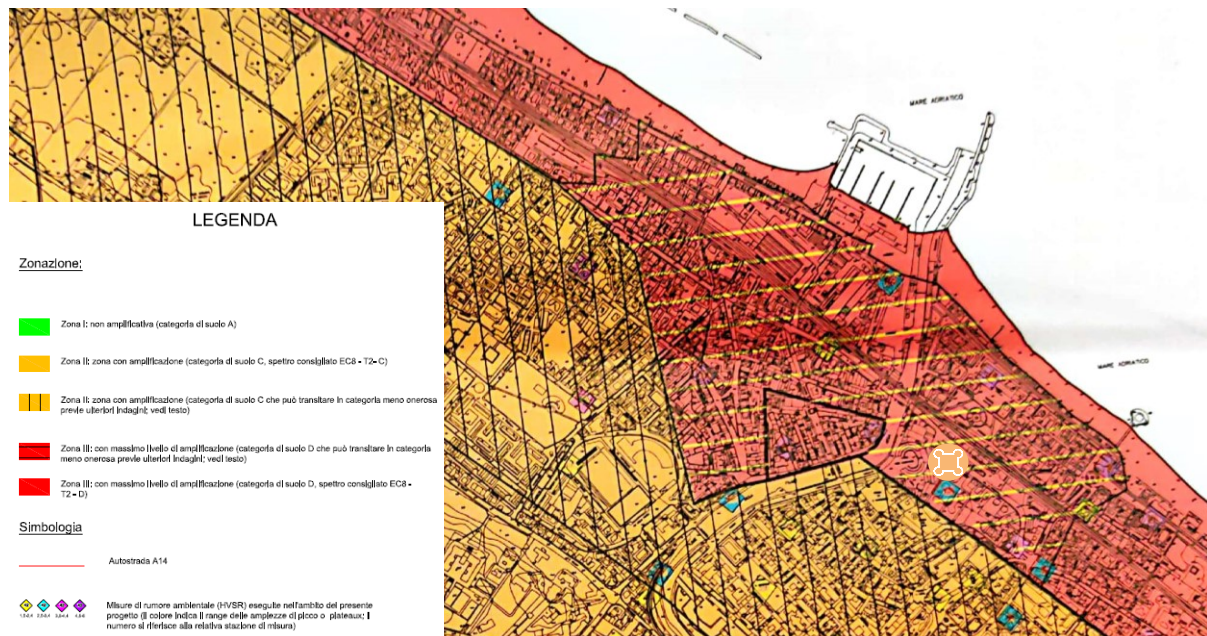 MARE ADRIATICO
MARE ADRIATICO
LEGENDA
Zonazione:
Zona I: non amplificativa (categoria di suolo A)
Zona II: zona con amplificazione (categoria di suolo C, spettro consigliato EC8 - T2- C)
Zona II: zona con amplificazione (categoria di suolo C che può transitare in categoria meno onerosa
previe ulteriori indagini; vedi testo)
Zona III: con massimo livello di amplificazione (categoria di suolo D che può transitare in categoria
meno onerosa previe ulteriori indagini; vedi testo)
Zona III: con massimo livello di amplificazione (categoria di suolo D, spettro consigliato EC8 -
T2 - D)
Simbologia
Autostrada A14
Misure di rumore ambientale (HVSR) eseguite nell'ambito del presente
progetto (il colore indica il range delle ampiezze di picco o plateaux; il
numero si riferisce alla relativa stazione di misura)